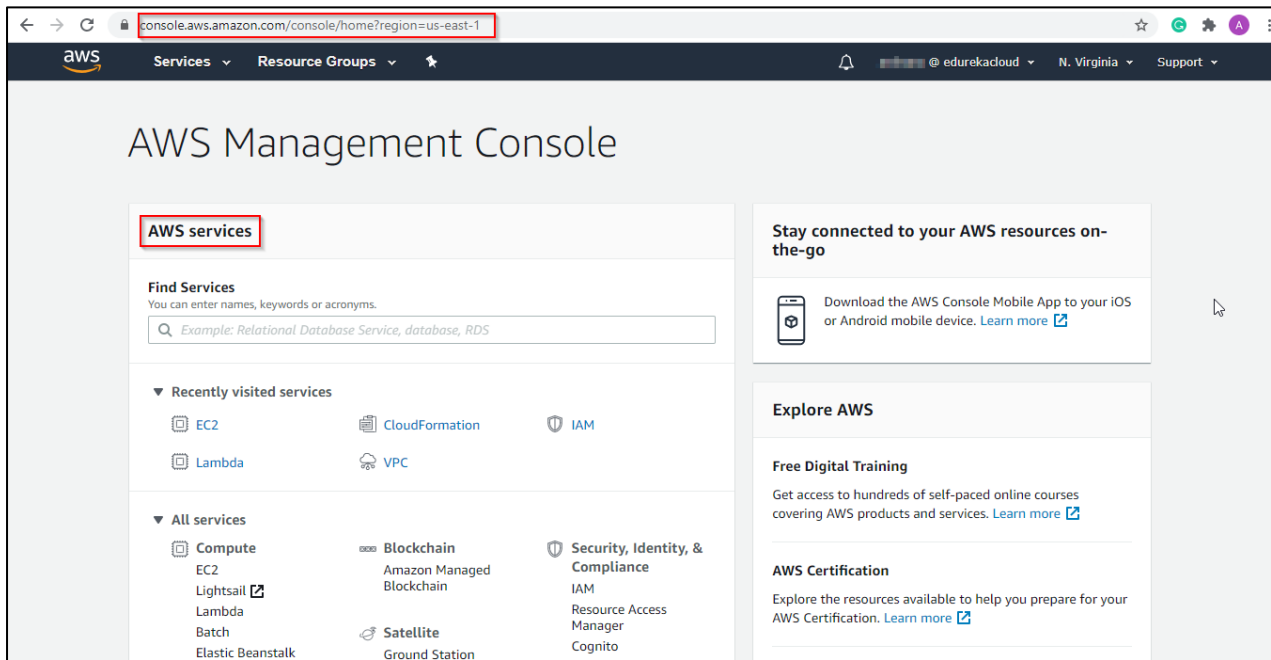 console.aws.amazon.com/console/home?region=us-east-1
A
aws
Services
Resource Groups
@ edurekacloud
N. Virginia
Support
AWS Management Console
AWS services
Find Services
You can enter names, keywords or acronyms.
Example: Relational Database Service, database, RDS
Recently visited services
EC2
CloudFormation
IAM
Lambda
VPC
All services
Compute
EC2
Lightsail
Lambda
Batch
Elastic Beanstalk
Blockchain
Amazon Managed
Blockchain
Satellite
Ground Station
Security, Identity, &
Compliance
IAM
Resource Access
Manager
Cognito
Stay connected to your AWS resources on-
the-go
Download the AWS Console Mobile App to your iOS
or Android mobile device. Learn more
Explore AWS
Free Digital Training
Get access to hundreds of self-paced online courses
covering AWS products and services. Learn more
AWS Certification
Explore the resources available to help you prepare for your
AWS Certification. Learn more